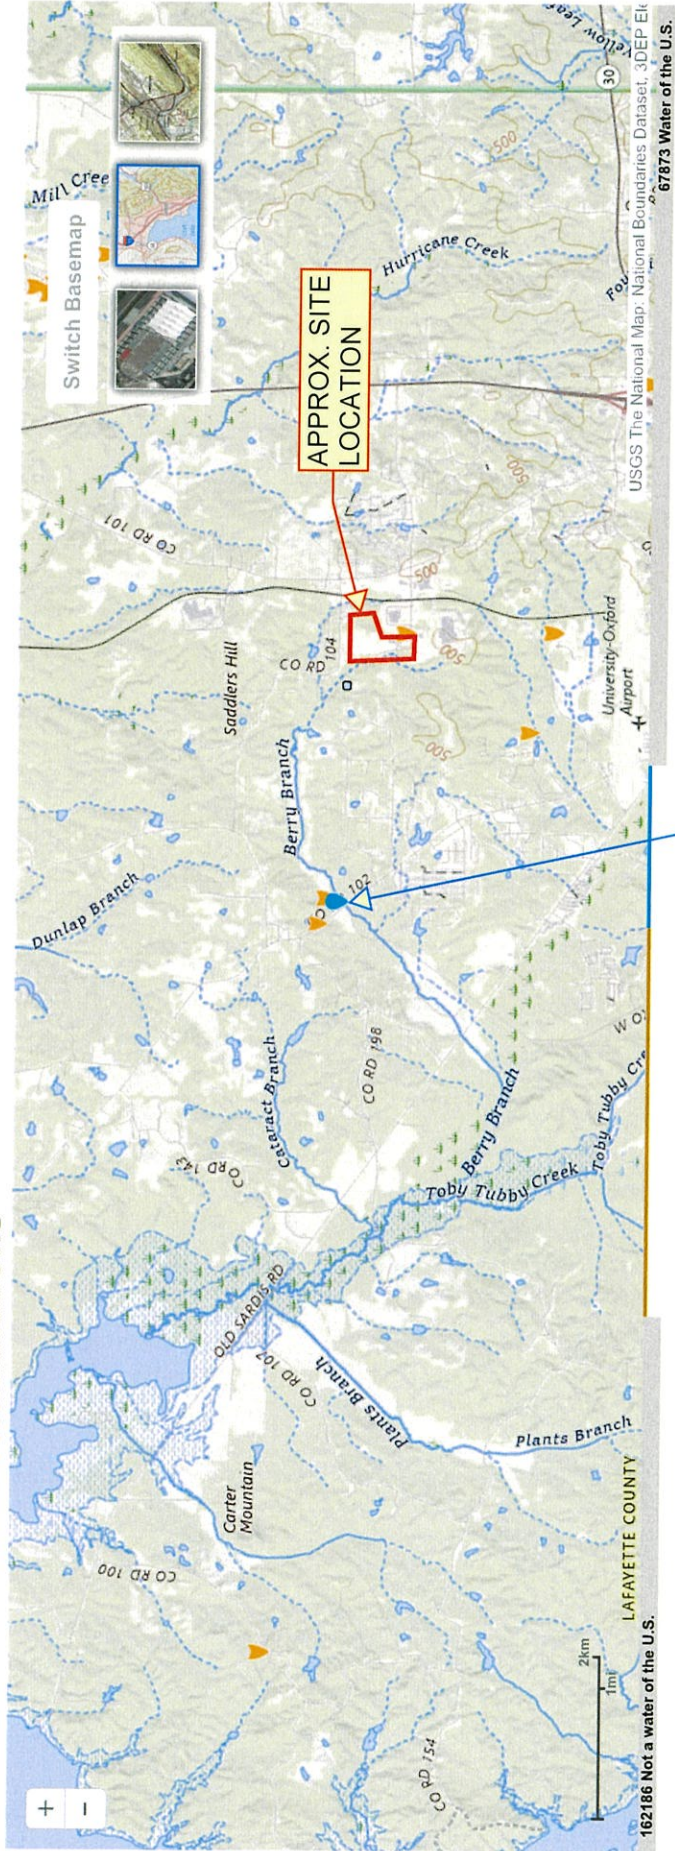 Mill Cree
Switch Basemap
Hurricane Creek
30
500
APPROX. SITE
LOCATION
CO RD 101
500
500
Saddlers Hill
CO RD
104
500
500
University-Oxford
Airport
Berry Branch
102
Dunlap Branch
Cataract Branch
CO RD 198
CO RD 143
Berry Branch
Toby Tubby Creek
Toby Tubby Cre
OLD SARDIS RD
CO RD 107
Plants Branch
Plants Branch
Carter
Mountain
CO RD 100
CO RD 154
LAFAYETTE COUNTY
+
−
2km
1mi
USGS The National Map: National Boundaries Dataset, 3DEP Ele
162186 Not a water of the U.S.
67873 Water of the U.S.